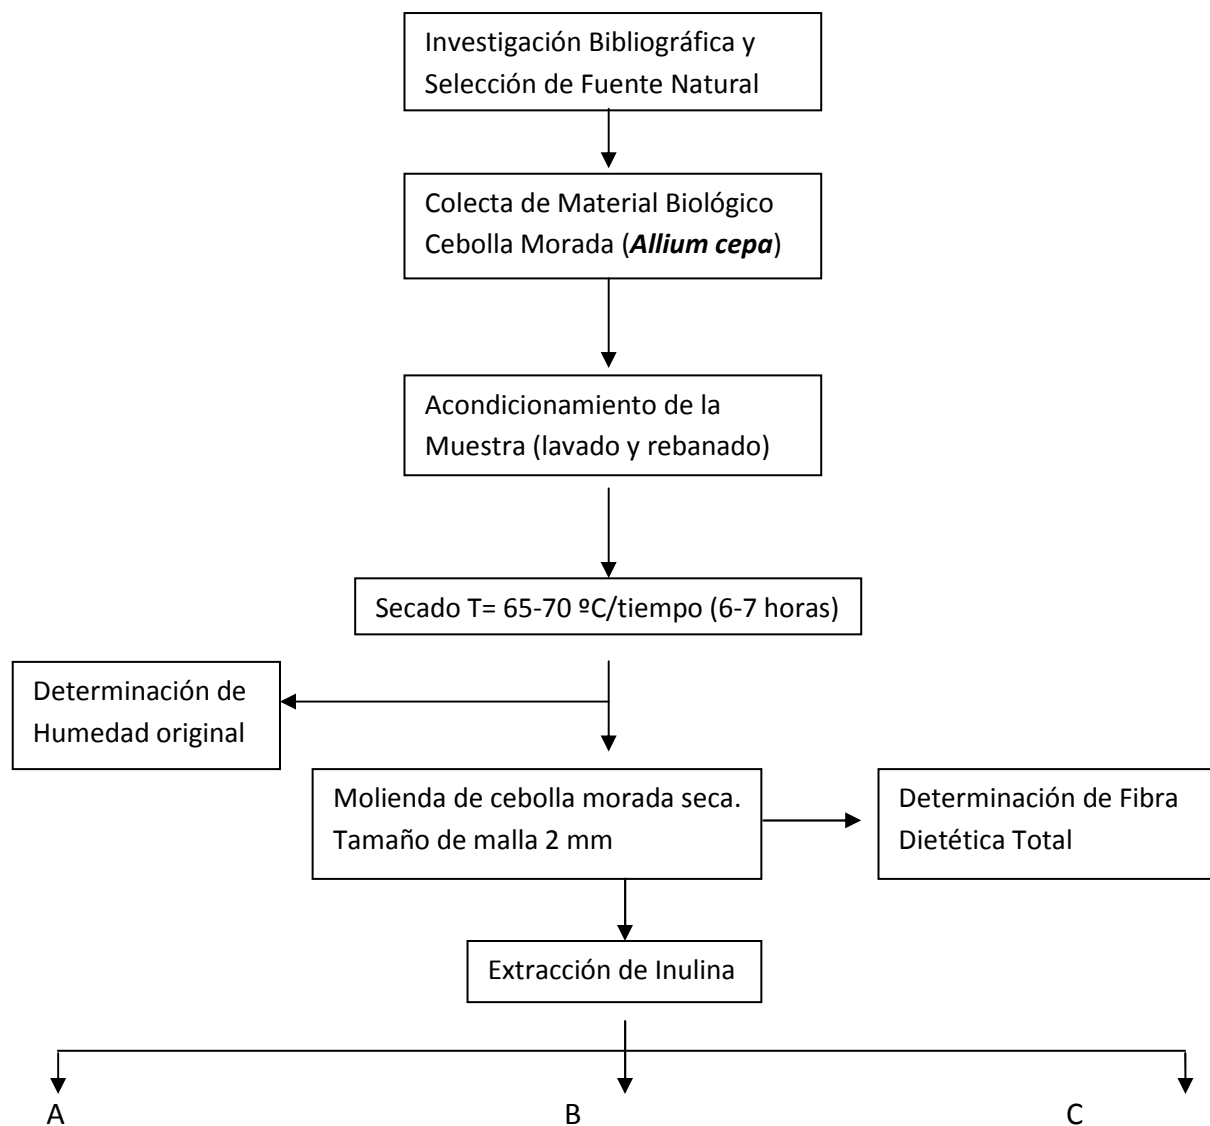 Investigación Bibliográfica y
Selección de Fuente Natural
Colecta de Material Biológico
Cebolla Morada (Allium cepa)
Acondicionamiento de la
Muestra (lavado y rebanado)
Secado T= 65-70 ºC/tiempo (6-7 horas)
Determinación de
Humedad original
Molienda de cebolla morada seca.
Tamaño de malla 2 mm
Determinación de Fibra
Dietética Total
Extracción de Inulina
A
B
C